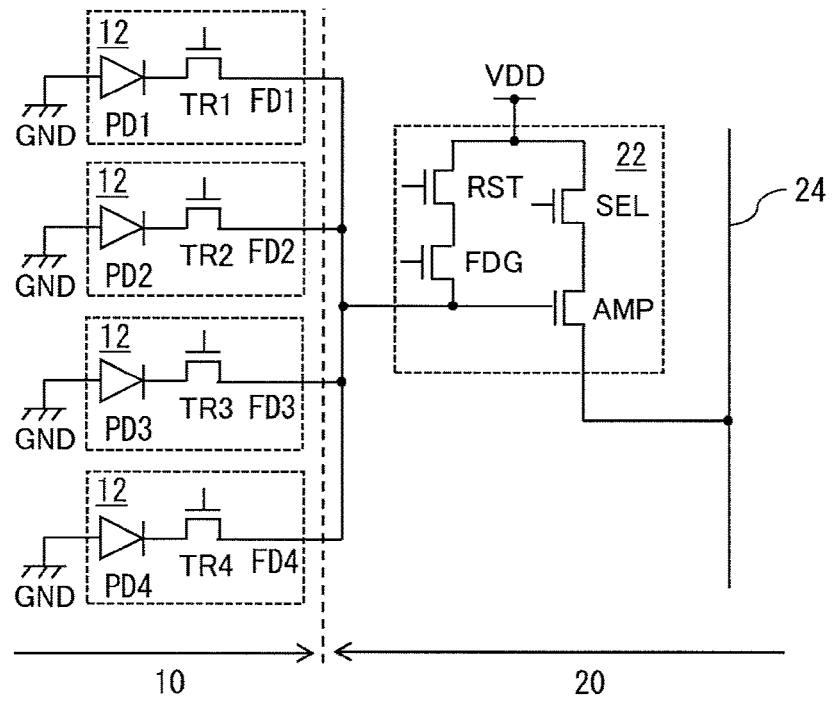 12
PD1
TR1
FD1
GND
12
PD2
TR2
FD2
GND
12
PD3
TR3
FD3
GND
12
PD4
TR4
FD4
GND
VDD
22
RST
SEL
FDG
AMP
24
10
20